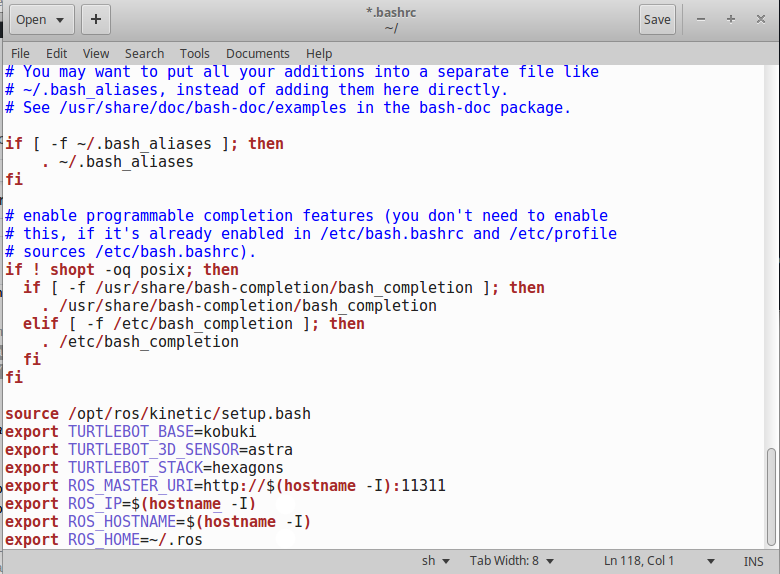 Open
*.bashrc
~/
Save
File Edit View Search Tools Documents Help
# You may want to put all your additions into a separate file like
# ~/.bash_aliases, instead of adding them here directly.
# See /usr/share/doc/bash-doc/examples in the bash-doc package.
if [ -f ~/.bash_aliases ]; then
    . ~/.bash_aliases
fi
# enable programmable completion features (you don't need to enable
# this, if it's already enabled in /etc/bash.bashrc and /etc/profile
# sources /etc/bash.bashrc).
if ! shopt -oq posix; then
  if [ -f /usr/share/bash-completion/bash_completion ]; then
    . /usr/share/bash-completion/bash_completion
  elif [ -f /etc/bash_completion ]; then
    . /etc/bash_completion
  fi
fi
source /opt/ros/kinetic/setup.bash
export TURTLEBOT_BASE=kobuki
export TURTLEBOT_3D_SENSOR=astra
export TURTLEBOT_STACK=hexagons
export ROS_MASTER_URI=http://$(hostname -I):11311
export ROS_IP=$(hostname -I)
export ROS_HOSTNAME=$(hostname -I)
export ROS_HOME=~/.ros
sh Tab Width: 8 Ln 118, Col 1 INS